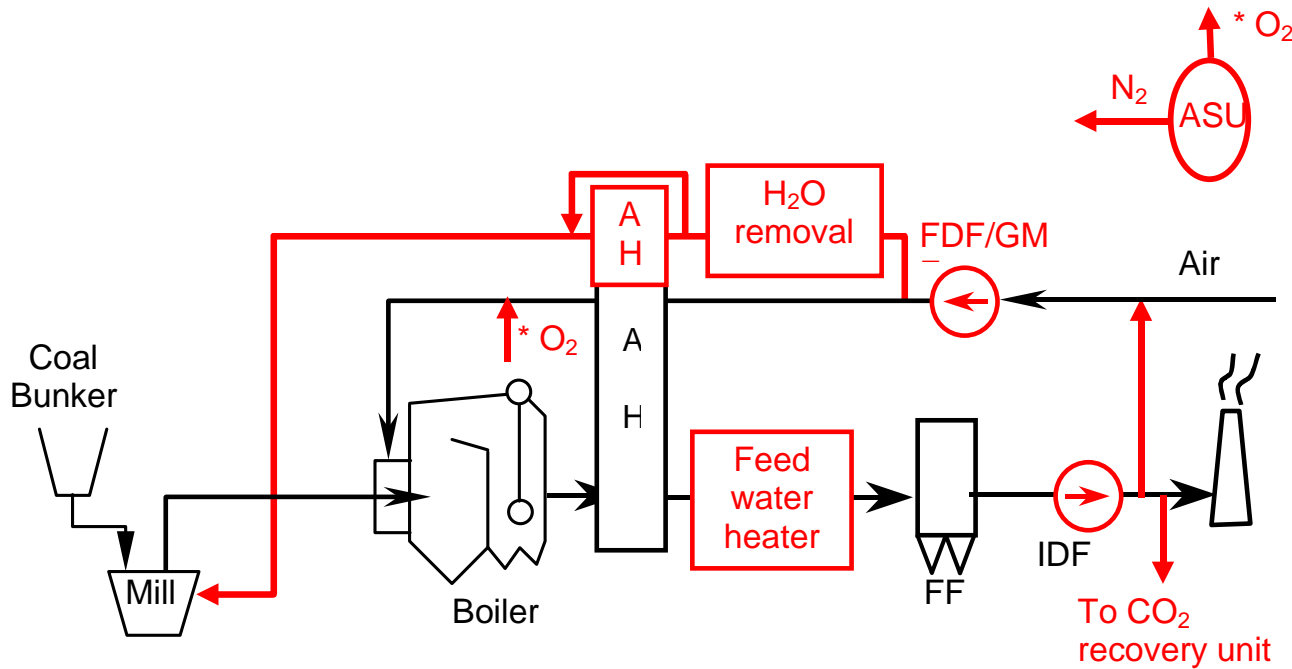 * O₂
N₂
ASU
H₂O
removal
A
H
FDF/GM
Air
* O₂
A
H
Coal
Bunker
Feed
water
heater
Mill
Boiler
FF
IDF
To CO₂
recovery unit